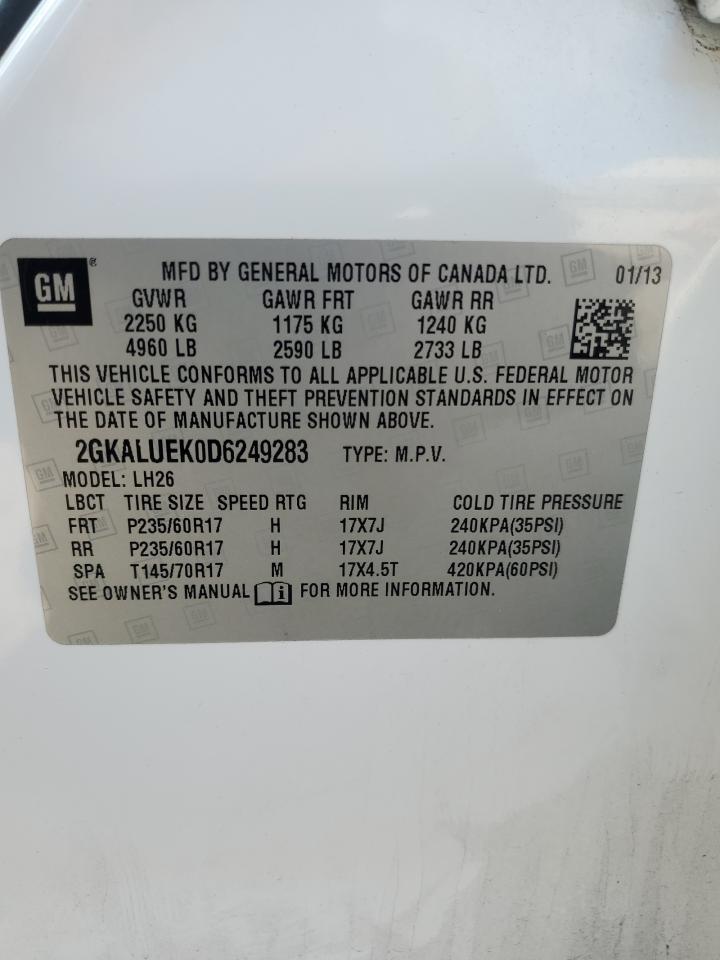 GM® MFD BY GENERAL MOTORS OF CANADA LTD. 01/13
GVWR GAWR FRT GAWR RR
2250 KG 1175 KG 1240 KG
4960 LB 2590 LB 2733 LB
THIS VEHICLE CONFORMS TO ALL APPLICABLE U.S. FEDERAL MOTOR
VEHICLE SAFETY AND THEFT PREVENTION STANDARDS IN EFFECT ON
THE DATE OF MANUFACTURE SHOWN ABOVE.
2GKALUEK0D6249283 TYPE: M.P.V.
MODEL: LH26
LBCT TIRE SIZE SPEED RTG RIM COLD TIRE PRESSURE
FRT P235/60R17 H 17X7J 240KPA(35PSI)
RR P235/60R17 H 17X7J 240KPA(35PSI)
SPA T145/70R17 M 17X4.5T 420KPA(60PSI)
SEE OWNER'S MANUAL i FOR MORE INFORMATION.